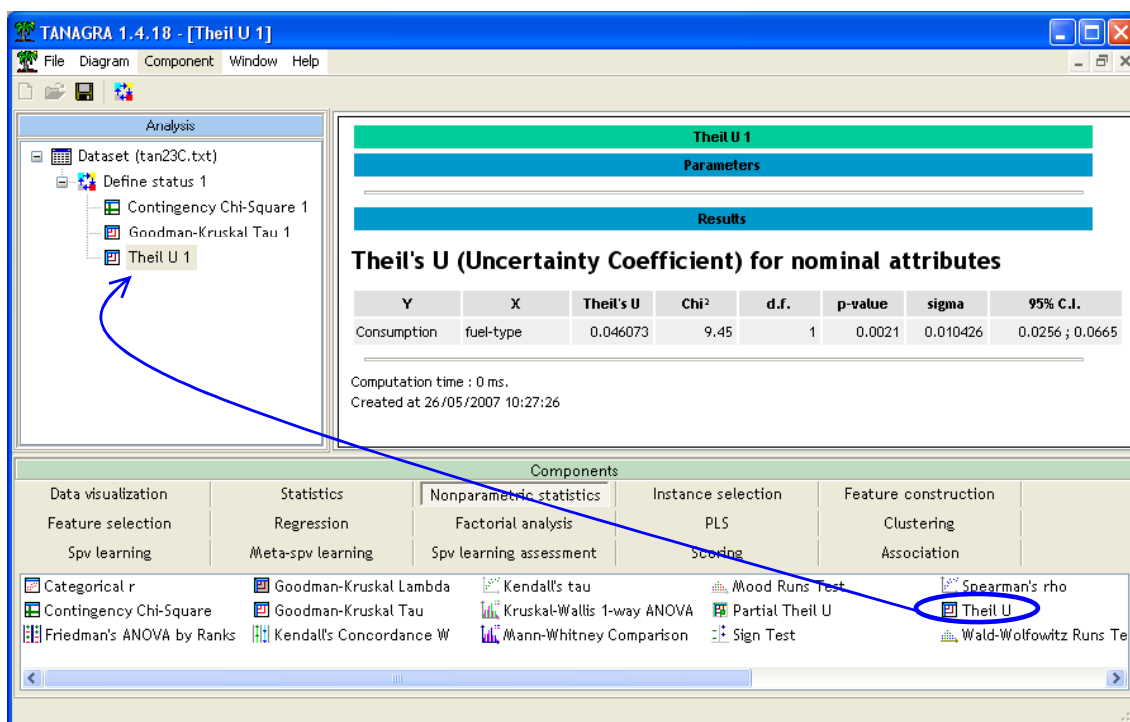 TANAGRA 1.4.18 - [Theil U 1]
File Diagram Component Window Help
Analysis
Dataset (tan23C.txt)
Define status 1
Contingency Chi-Square 1
Goodman-Kruskal Tau 1
Theil U 1
Theil U 1
Parameters
Results
Theil's U (Uncertainty Coefficient) for nominal attributes
Y X Theil's U Chi² d.f. p-value sigma 95% C.I.
Consumption fuel-type 0.046073 9.45 1 0.0021 0.010426 0.0256 ; 0.0665
Computation time : 0 ms.
Created at 26/05/2007 10:27:26
Components
Data visualization Statistics Nonparametric statistics Instance selection Feature construction
Feature selection Regression Factorial analysis PLS Clustering
Spv learning Meta-spv learning Spv learning assessment Scoring Association
Categorical r Goodman-Kruskal Lambda Kendall's tau Mood Runs Test Spearman's rho
Contingency Chi-Square Goodman-Kruskal Tau Kruskal-Wallis 1-way ANOVA Partial Theil U Theil U
Friedman's ANOVA by Ranks Kendall's Concordance W Mann-Whitney Comparison Sign Test Wald-Wolfowitz Runs Te